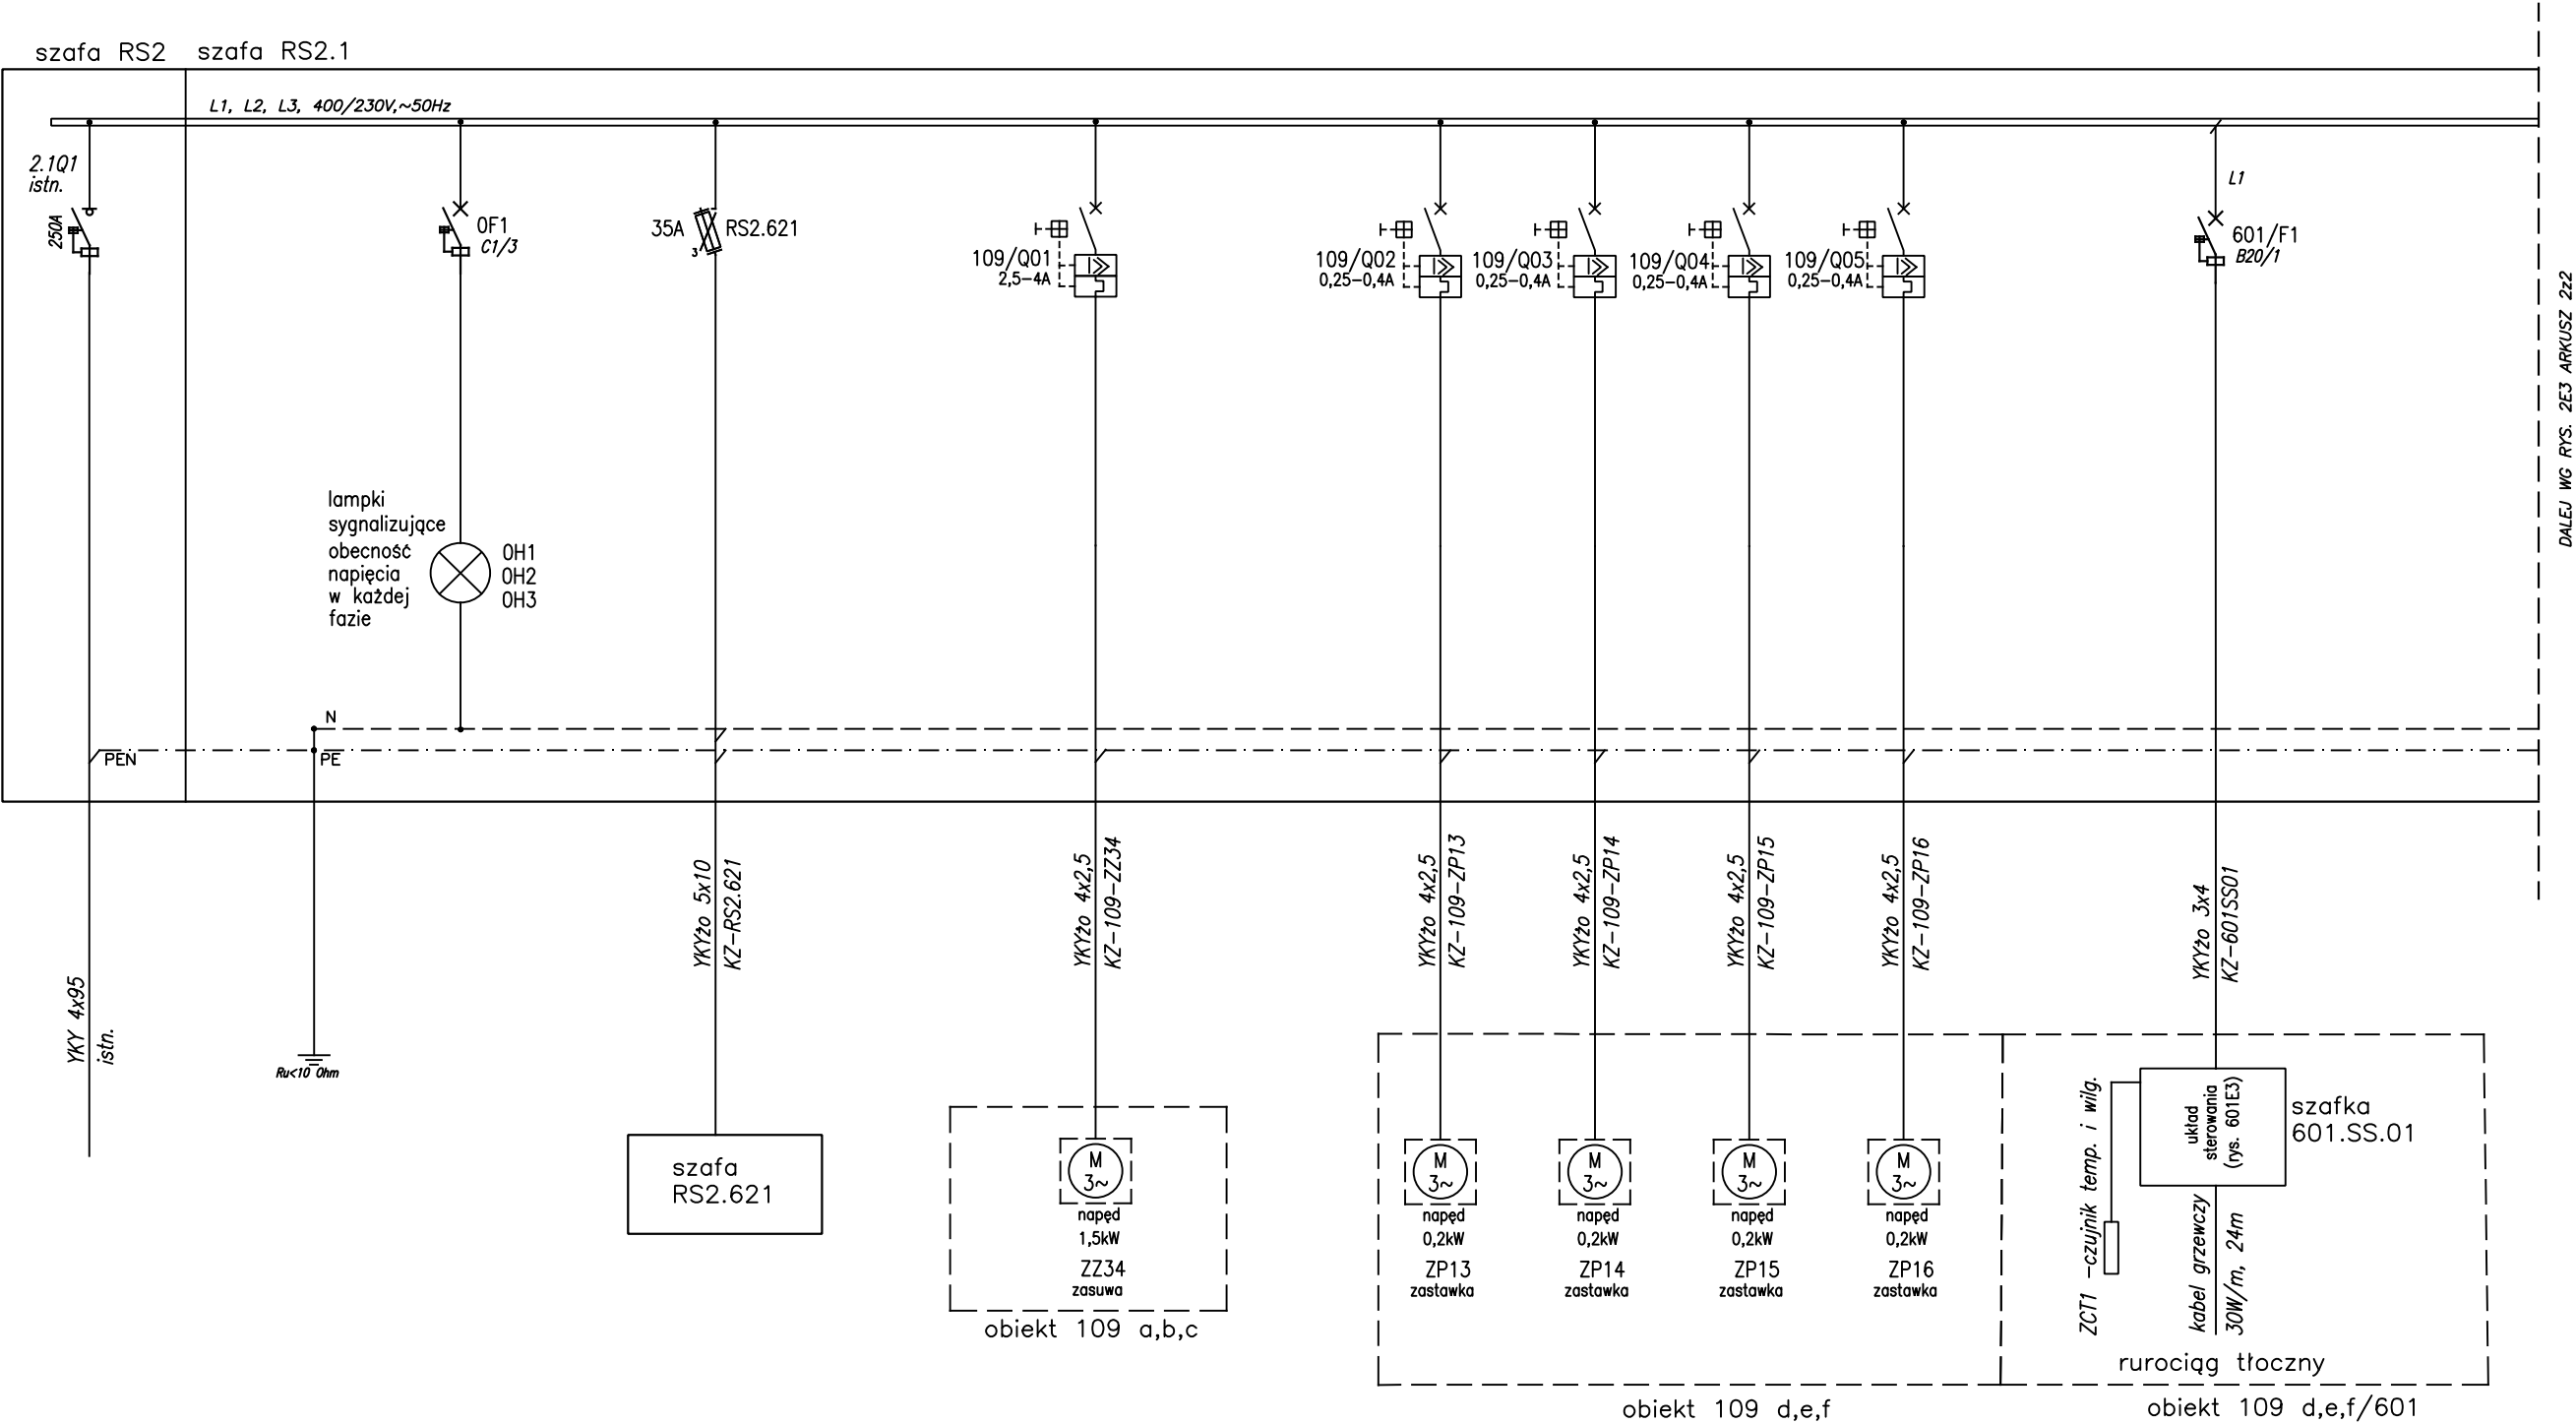 szafa RS2
szafa RS2.1
L1, L2, L3, 400/230V,~50Hz
2.1Q1
istn.
250A
0F1
C1/3
35A
3
RS2.621
109/Q01
2,5-4A
109/Q02
0,25-0,4A
109/Q03
0,25-0,4A
109/Q04
0,25-0,4A
109/Q05
0,25-0,4A
L1
601/F1
B20/1
DALEJ WG RYS. 2E3 ARKUSZ 2z2
lampki
sygnalizujące
obecność
napięcia
w każdej
fazie
0H1
0H2
0H3
N
PEN
PE
YKY 4x95
istn.
Ru<10 Ohm
YKYżo 5x10
KZ-RS2.621
YKYżo 4x2,5
KZ-109-ZZ34
YKYżo 4x2,5
KZ-109-ZP13
YKYżo 4x2,5
KZ-109-ZP14
YKYżo 4x2,5
KZ-109-ZP15
YKYżo 4x2,5
KZ-109-ZP16
YKYżo 3x4
KZ-601SS01
szafa
RS2.621
M
3~
napęd
1,5kW
ZZ34
zasuwa
obiekt 109 a,b,c
M
3~
napęd
0,2kW
ZP13
zastawka
M
3~
napęd
0,2kW
ZP14
zastawka
M
3~
napęd
0,2kW
ZP15
zastawka
M
3~
napęd
0,2kW
ZP16
zastawka
obiekt 109 d,e,f
ZCT1 -czujnik temp. i wilg.
układ
sterowania
(rys. 601E3)
szafka
601.SS.01
kabel grzewczy
30W/m, 24m
rurociąg tłoczny
obiekt 109 d,e,f/601